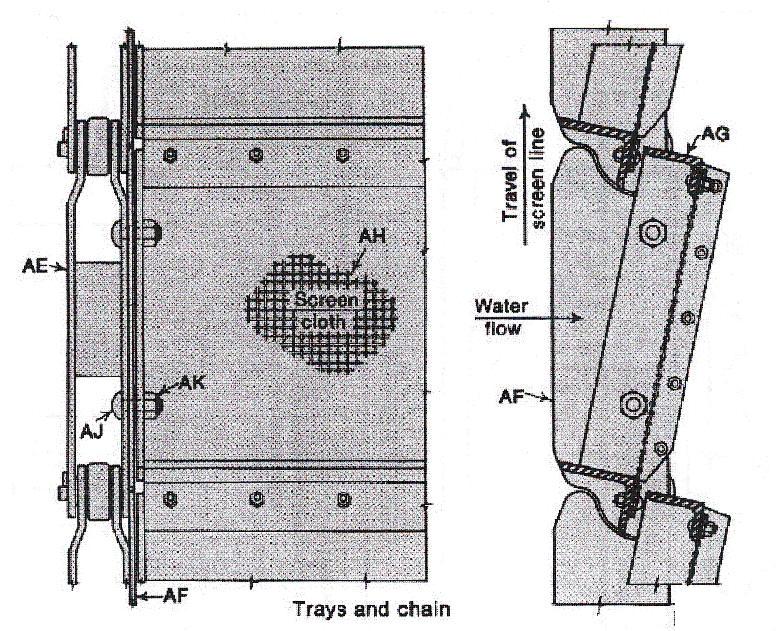 AE
AJ
AK
AH
Screen
cloth
AF
Trays and chain
Travel of
screen line
Water
flow
AF
AG